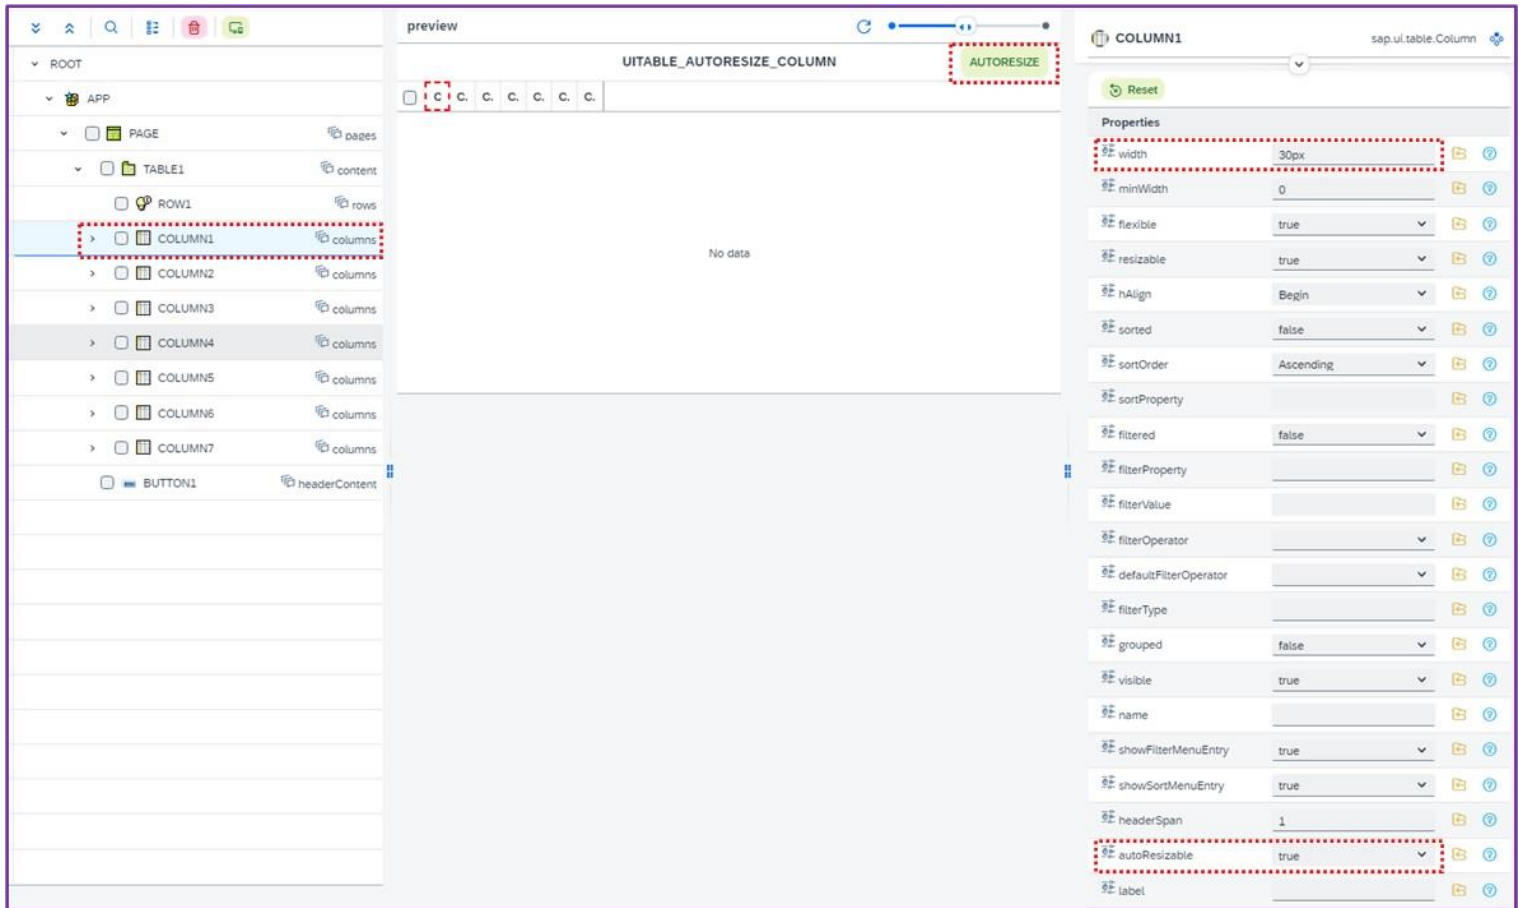 preview
UITABLE_AUTORESIZE_COLUMN
AUTORESIZE
C C. C. C. C. C. C.
No data
ROOT
APP
PAGE pages
TABLE1 content
ROW1 rows
COLUMN1 columns
COLUMN2 columns
COLUMN3 columns
COLUMN4 columns
COLUMN5 columns
COLUMN6 columns
COLUMN7 columns
BUTTON1 headerContent
COLUMN1 sap.ui.table.Column
Reset
Properties
width 30px
minWidth 0
flexible true
resizable true
hAlign Begin
sorted false
sortOrder Ascending
sortProperty
filtered false
filterProperty
filterValue
filterOperator
defaultFilterOperator
filterType
grouped false
visible true
name
showFilterMenuEntry true
showSortMenuEntry true
headerSpan 1
autoResizable true
label